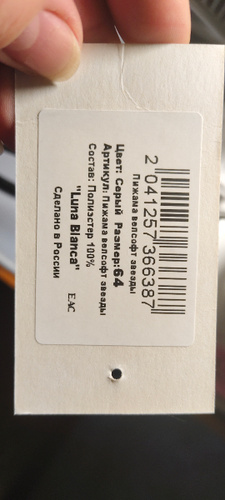 2 041257 366387
Пижама велсофт звезды
Цвет: Серый Размер:64
Артикул: Пижама велсофт звезды
Состав: Полиэстер 100%
"Luna Bianca"
Сделано в России
EAC